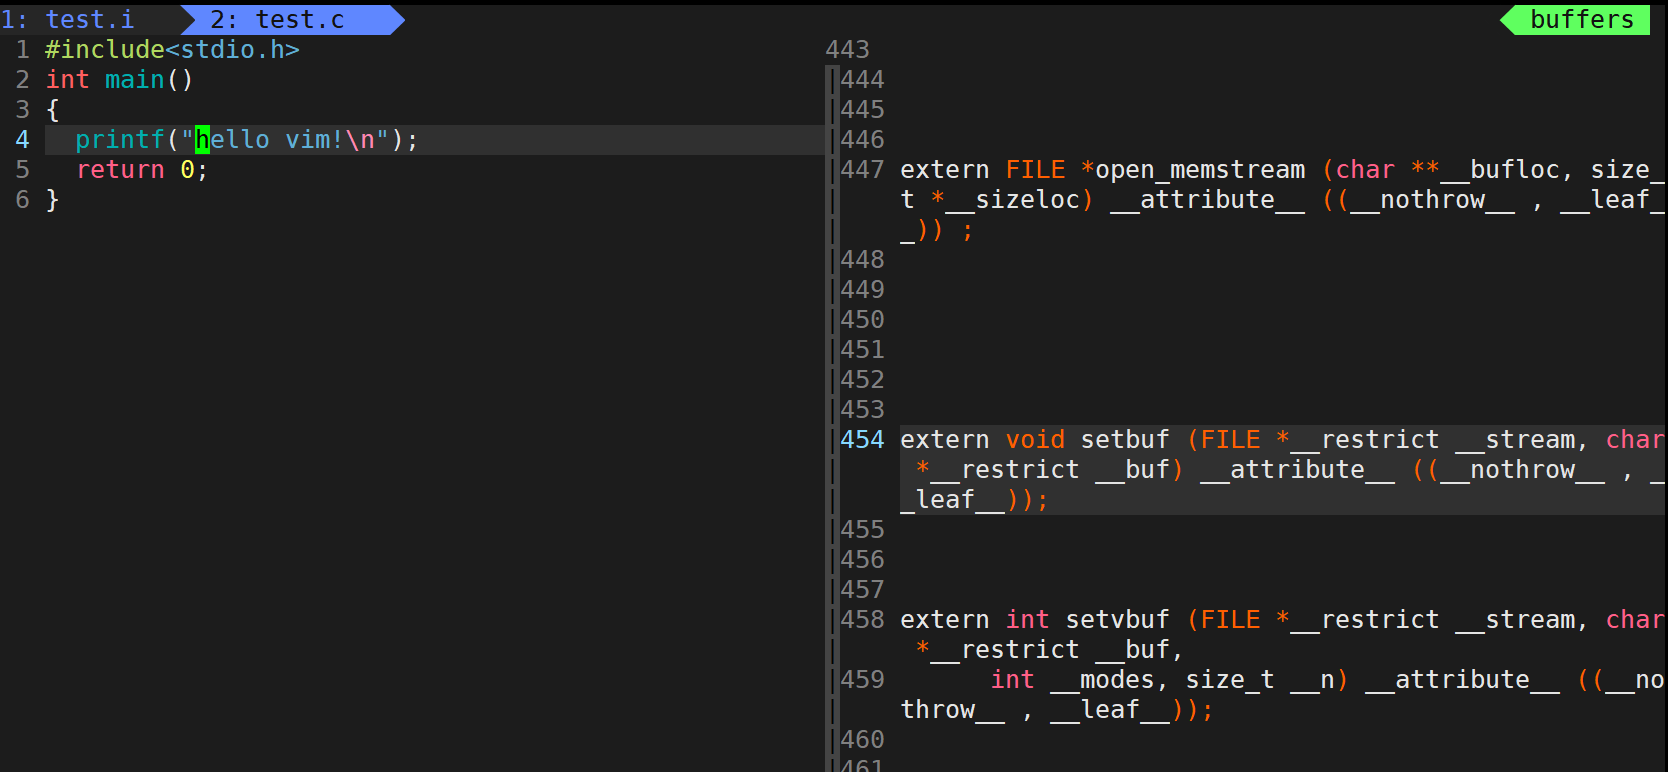 1: test.i 2: test.c buffers
1 #include<stdio.h>
2 int main()
3 {
4   printf("hello vim!\n");
5   return 0;
6 }
443
444
445
446
447 extern FILE *open_memstream (char **__bufloc, size_
t *__sizeloc) __attribute__ ((__nothrow__ , __leaf_
_)) ;
448
449
450
451
452
453
454 extern void setbuf (FILE *__restrict __stream, char
 *__restrict __buf) __attribute__ ((__nothrow__ , _
_leaf__));
455
456
457
458 extern int setvbuf (FILE *__restrict __stream, char
 *__restrict __buf,
459       int __modes, size_t __n) __attribute__ ((__no
throw__ , __leaf__));
460
461